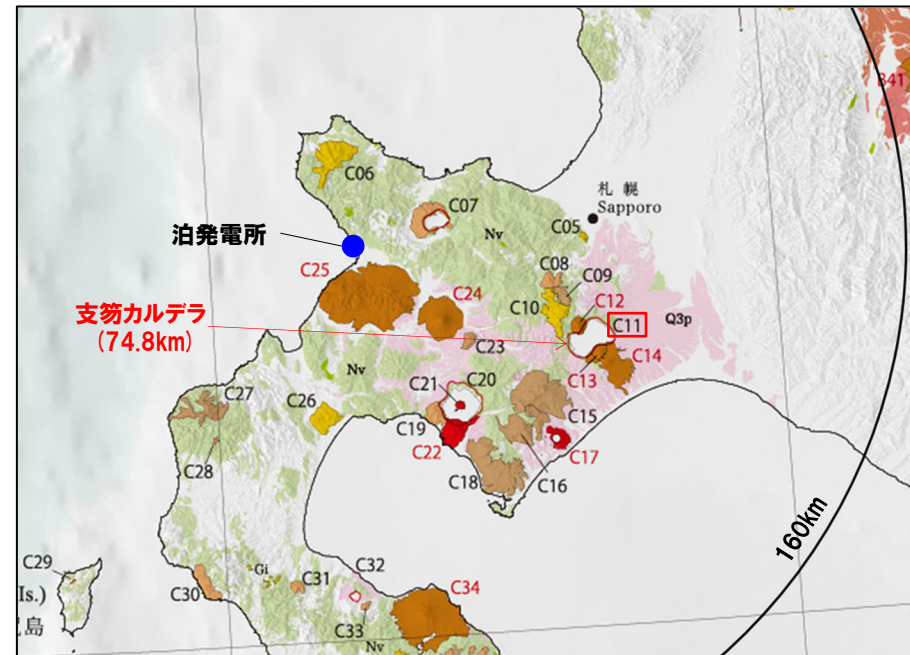 B41
C06
札幌
Sapporo
C07
C05
Nv
泊発電所
C25
C08
C09
C24
C10
C12
支笏カルデラ
(74.8km)
C11
Q3p
C23
C14
C13
Nv
C21
C20
C27
C26
C15
C19
C22
C17
C28
C18
C16
160km
C29
C32
Gi
C31
C34
Is.)
C30
島
C33
Nv